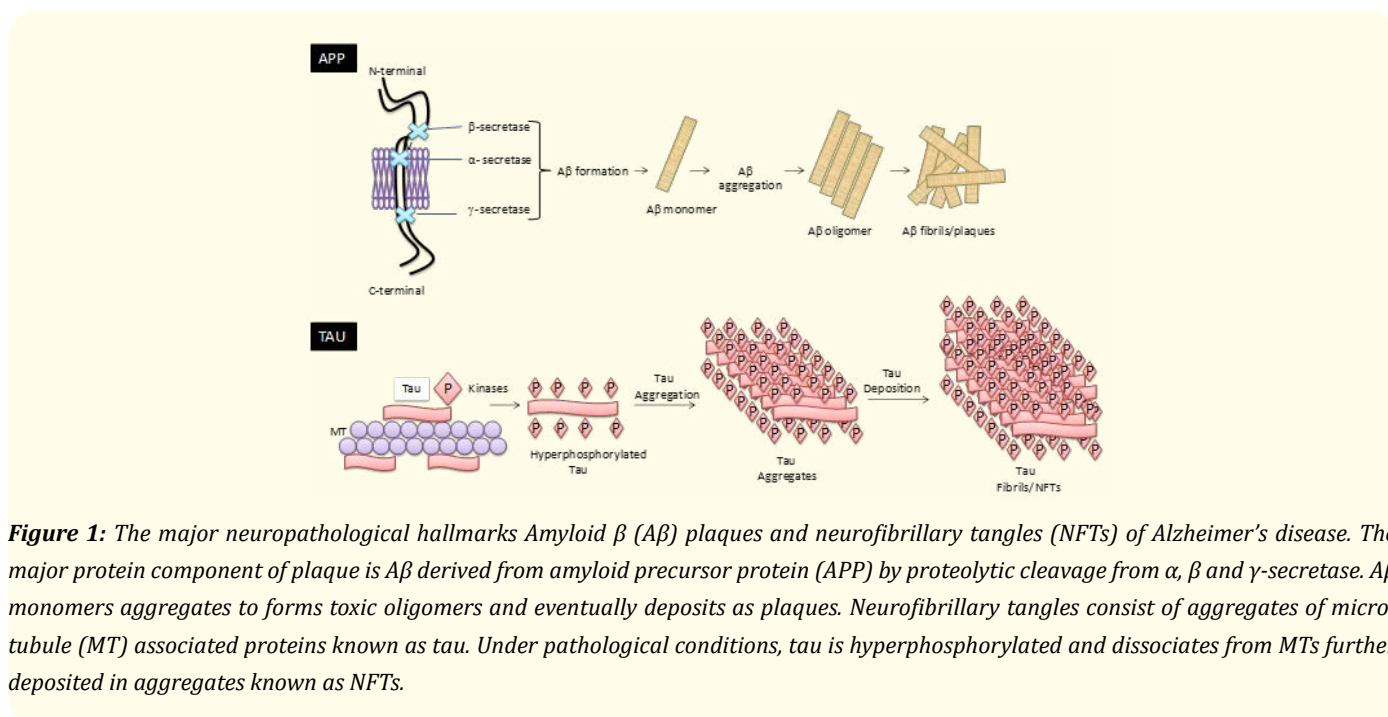 APP
N-terminal
β-secretase
α- secretase
γ-secretase
Aβ formation
Aβ monomer
Aβ
aggregation
Aβ oligomer
Aβ fibrils/plaques
C-terminal
TAU
Tau
P
Kinases
MT
P P P P
P P P P
Hyperphosphorylated
Tau
Tau
Aggregation
Tau
Aggregates
Tau
Deposition
Tau
Fibrils/NFTs
Figure 1: The major neuropathological hallmarks Amyloid β (Aβ) plaques and neurofibrillary tangles (NFTs) of Alzheimer’s disease. The
major protein component of plaque is Aβ derived from amyloid precursor protein (APP) by proteolytic cleavage from α, β and γ-secretase. Aβ
monomers aggregates to forms toxic oligomers and eventually deposits as plaques. Neurofibrillary tangles consist of aggregates of micro
tubule (MT) associated proteins known as tau. Under pathological conditions, tau is hyperphosphorylated and dissociates from MTs further
deposited in aggregates known as NFTs.